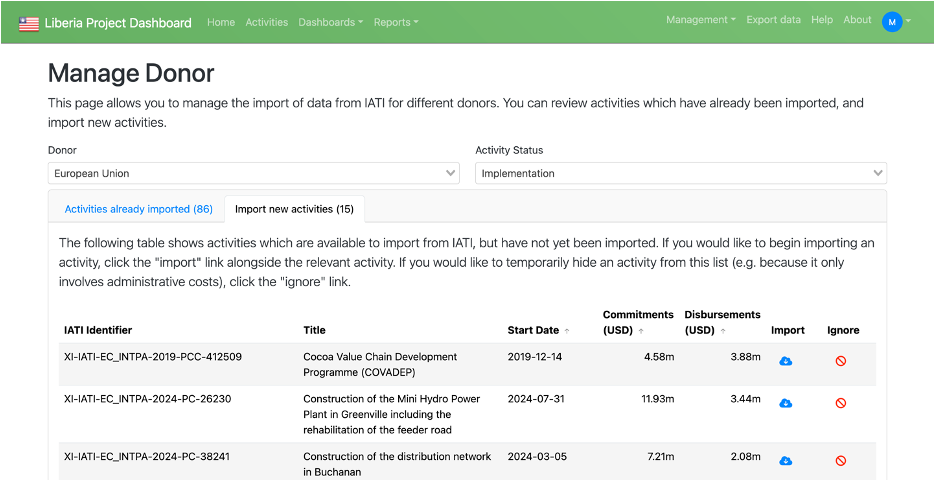 Liberia Project Dashboard Home Activities Dashboards Reports Management Export data Help About M
Manage Donor
This page allows you to manage the import of data from IATI for different donors. You can review activities which have already been imported, and
import new activities.
Donor Activity Status
European Union Implementation
Activities already imported (86) Import new activities (15)
The following table shows activities which are available to import from IATI, but have not yet been imported. If you would like to begin importing an
activity, click the "import" link alongside the relevant activity. If you would like to temporarily hide an activity from this list (e.g. because it only
involves administrative costs), click the "ignore" link.
Commitments Disbursements
IATI Identifier Title Start Date (USD) (USD) Import Ignore
XI-IATI-EC_INTPA-2019-PCC-412509 Cocoa Value Chain Development 2019-12-14 4.58m 3.88m
Programme (COVADEP)
XI-IATI-EC_INTPA-2024-PC-26230 Construction of the Mini Hydro Power 2024-07-31 11.93m 3.44m
Plant in Greenville including the
rehabilitation of the feeder road
XI-IATI-EC_INTPA-2024-PC-38241 Construction of the distribution network 2024-03-05 7.21m 2.08m
in Buchanan